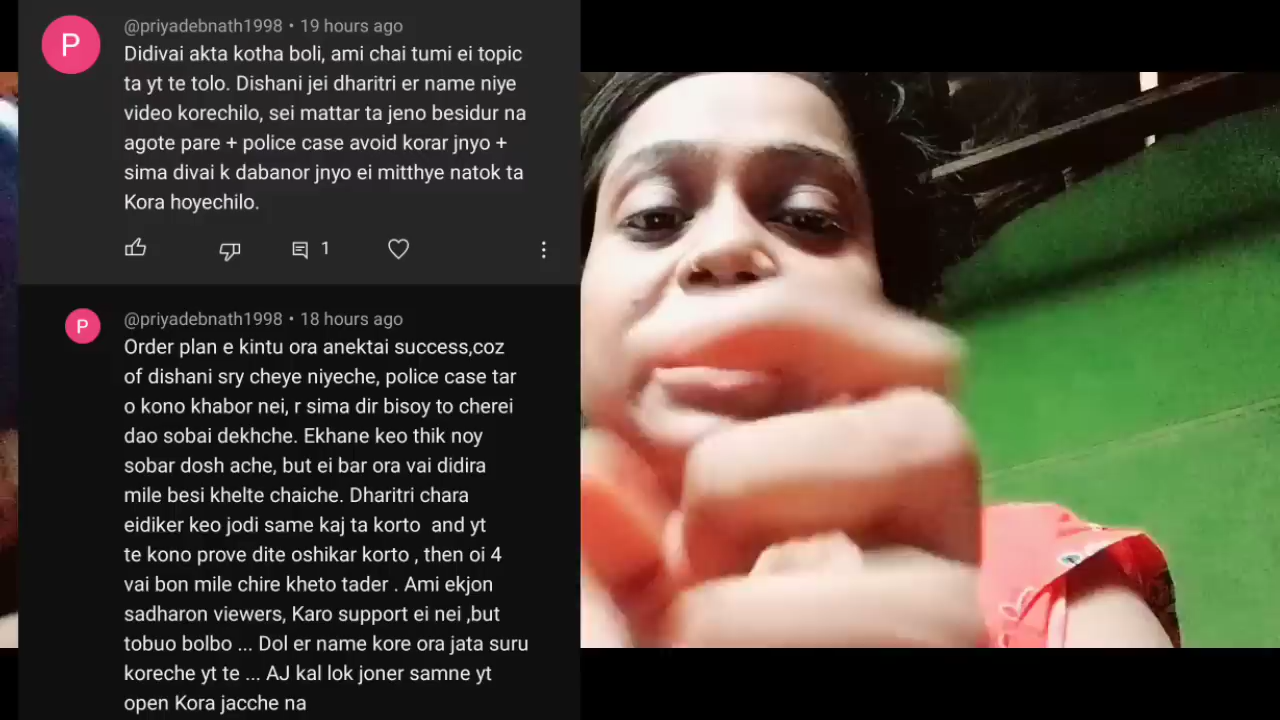 P
@priyadebnath1998 • 19 hours ago
Didivai akta kotha boli, ami chai tumi ei topic
ta yt te tolo. Dishani jei dharitri er name niye
video korechilo, sei mattar ta jeno besidur na
agote pare + police case avoid korar jnyo +
sima divai k dabanor jnyo ei mitthye natok ta
Kora hoyechilo.
1
P
@priyadebnath1998 • 18 hours ago
Order plan e kintu ora anektai success,coz
of dishani sry cheye niyeche, police case tar
o kono khabor nei, r sima dir bisoy to cherei
dao sobai dekhche. Ekhane keo thik noy
sobar dosh ache, but ei bar ora vai didira
mile besi khelte chaiche. Dharitri chara
eidiker keo jodi same kaj ta korto  and yt
te kono prove dite oshikar korto , then oi 4
vai bon mile chire kheto tader . Ami ekjon
sadharon viewers, Karo support ei nei ,but
tobuo bolbo ... Dol er name kore ora jata suru
koreche yt te ... AJ kal lok joner samne yt
open Kora jacche na